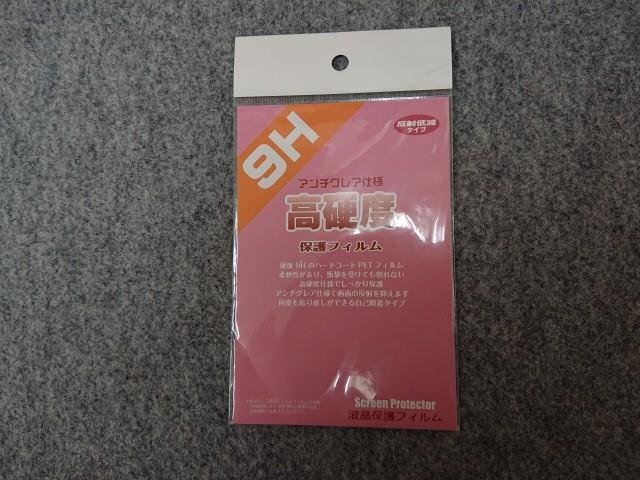 9H
反射低減
タイプ
アンチグレア仕様
高硬度
保護フィルム
硬度9HのハードコートPETフィルム
柔軟性があり、衝撃を受けても割れない
高硬度仕様でしっかり保護
アンチグレア仕様で画面の反射を抑えます
何度も貼り直しができる自己吸着タイプ
Screen Protector
液晶保護フィルム